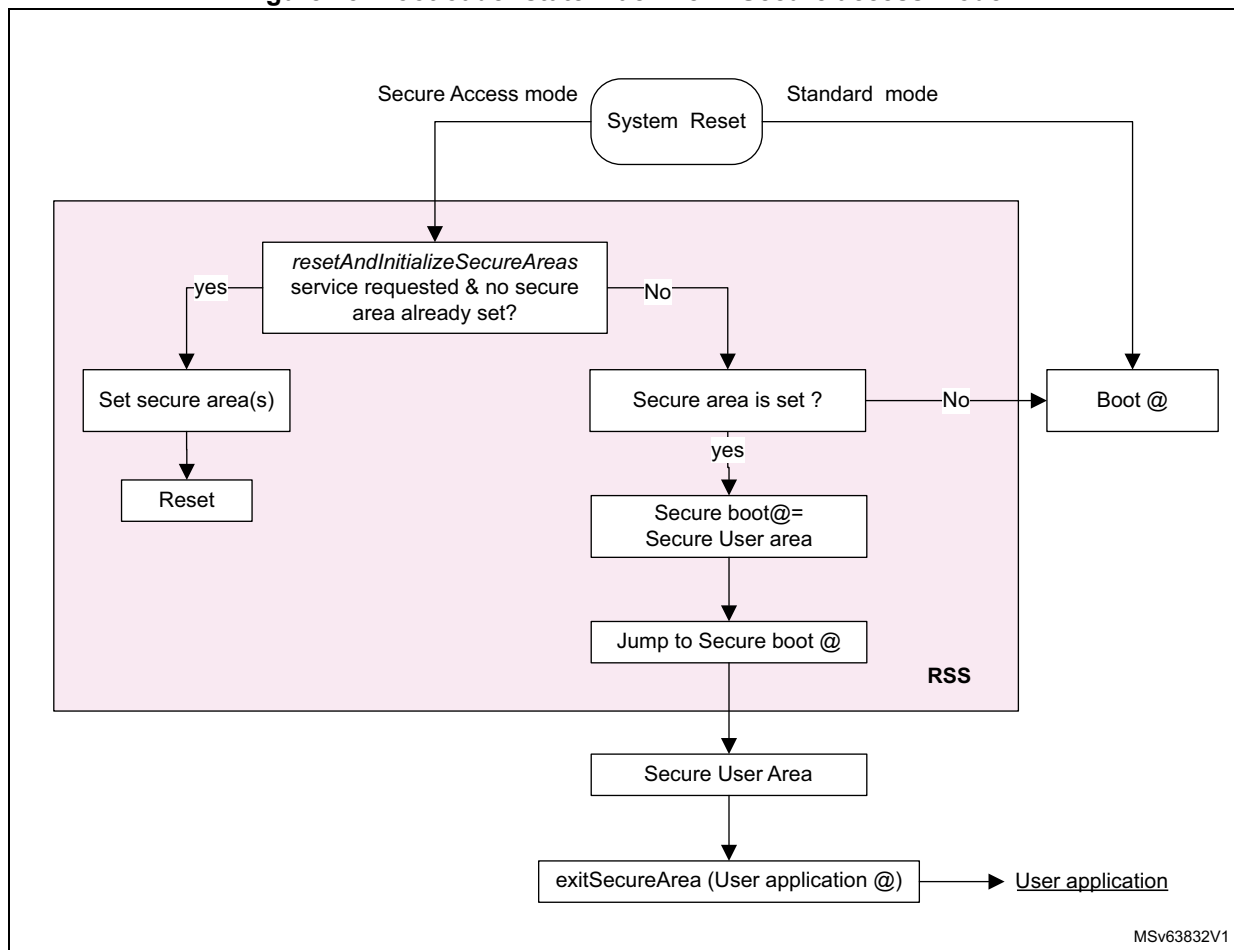 Secure Access mode
System Reset
Standard mode
resetAndInitializeSecureAreas
service requested & no secure
area already set?
yes
No
Set secure area(s)
Secure area is set ?
No
Boot @
yes
Reset
Secure boot@=
Secure User area
Jump to Secure boot @
RSS
Secure User Area
exitSecureArea (User application @)
User application
MSv63832V1